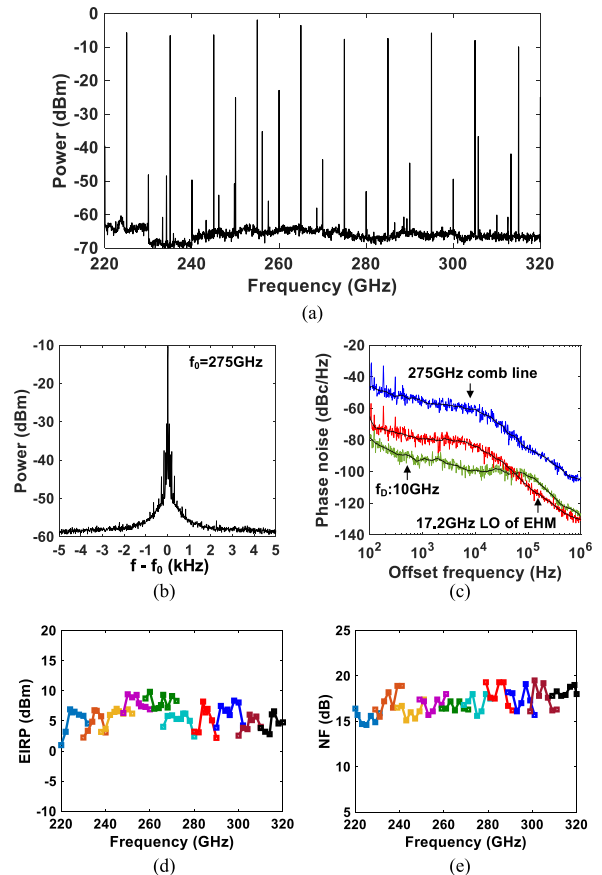 0
-10
-20
-30
-40
-50
-60
-70
Power (dBm)
220 240 260 280 300 320
Frequency (GHz)
(a)
-10
-20
-30
-40
-50
-60
Power (dBm)
f0=275GHz
-5 -4 -3 -2 -1 0 1 2 3 4 5
f - f0 (kHz)
(b)
-20
-40
-60
-80
-100
-120
-140
Phase noise (dBc/Hz)
275GHz comb line
fD:10GHz
17.2GHz LO of EHM
10^2 10^3 10^4 10^5 10^6
Offset frequency (Hz)
(c)
20
15
10
5
0
-5
-10
EIRP (dBm)
220 240 260 280 300 320
Frequency (GHz)
(d)
25
20
15
10
5
NF (dB)
220 240 260 280 300 320
Frequency (GHz)
(e)